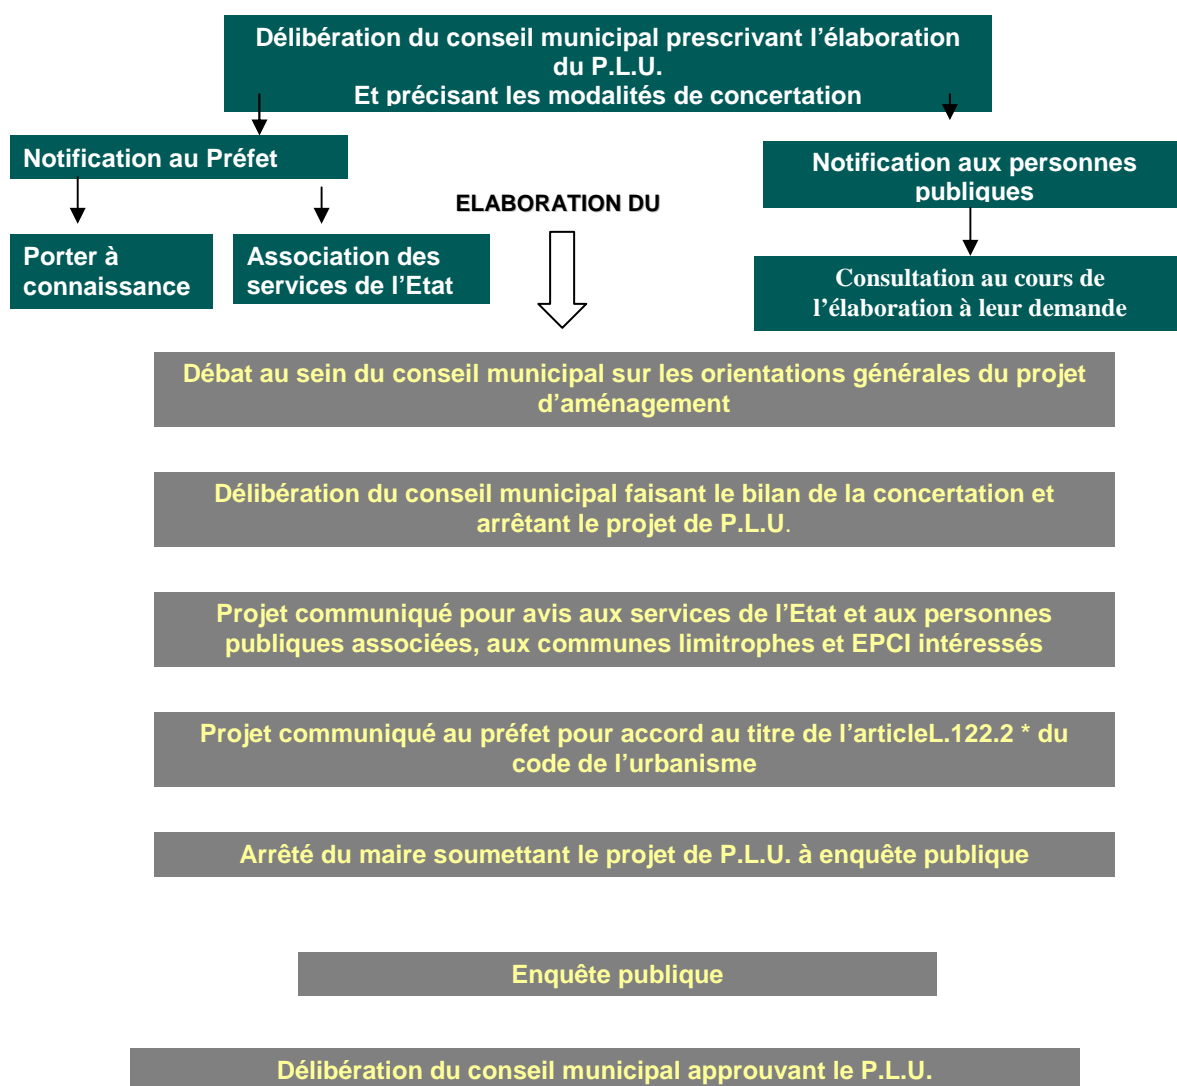 Délibération du conseil municipal prescrivant l’élaboration
du P.L.U.
Et précisant les modalités de concertation
Notification au Préfet
Notification aux personnes
publiques
ELABORATION DU
Porter à
connaissance
Association des
services de l’Etat
Consultation au cours de
l’élaboration à leur demande
Débat au sein du conseil municipal sur les orientations générales du projet
d’aménagement
Délibération du conseil municipal faisant le bilan de la concertation et
arrêtant le projet de P.L.U.
Projet communiqué pour avis aux services de l’Etat et aux personnes
publiques associées, aux communes limitrophes et EPCI intéressés
Projet communiqué au préfet pour accord au titre de l’articleL.122.2 * du
code de l’urbanisme
Arrêté du maire soumettant le projet de P.L.U. à enquête publique
Enquête publique
Délibération du conseil municipal approuvant le P.L.U.